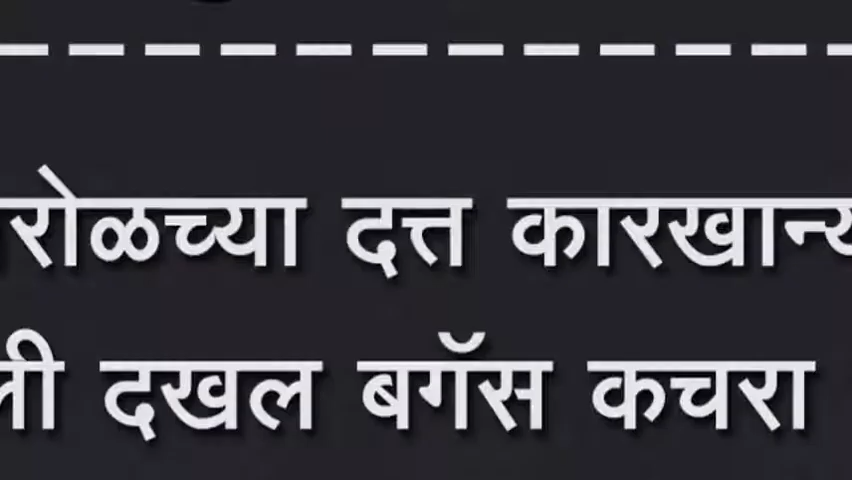 रोळच्या दत्त कारखान्य
ली दखल बगॅस कचरा